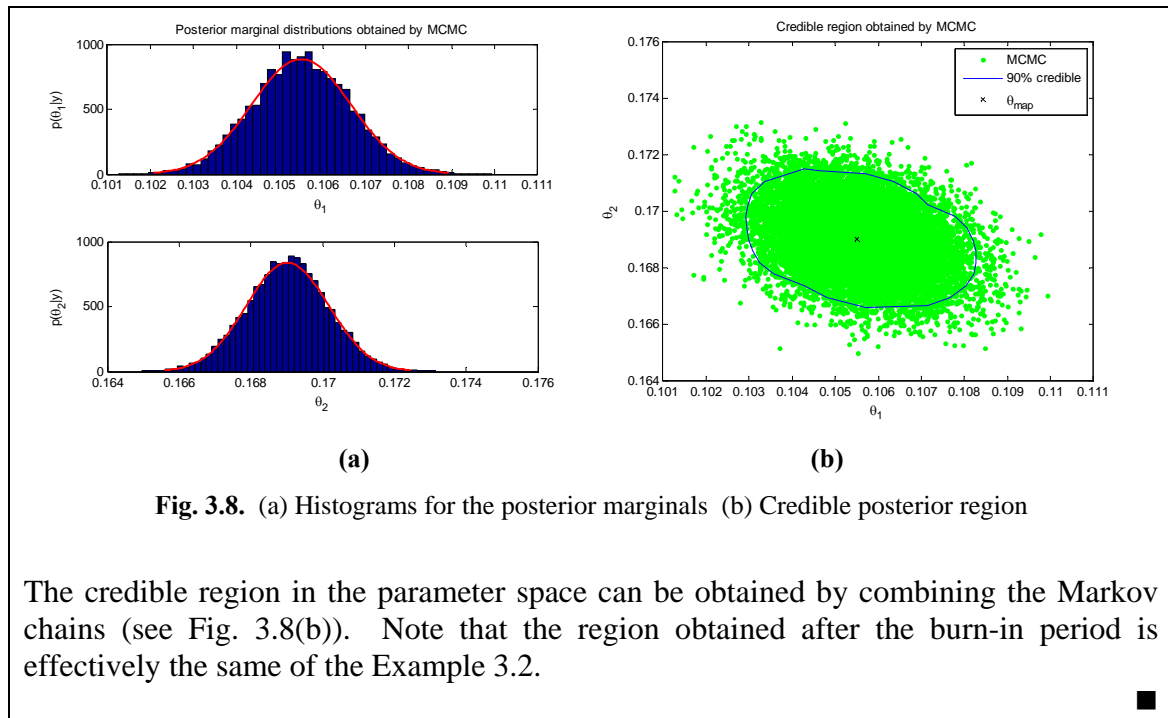 Posterior marginal distributions obtained by MCMC
1000
500
0
p(θ1|y)
0.101 0.102 0.103 0.104 0.105 0.106 0.107 0.108 0.109 0.11 0.111
θ1
1000
500
0
p(θ2|y)
0.164 0.166 0.168 0.17 0.172 0.174 0.176
θ2
(a)
Credible region obtained by MCMC
0.176
0.174
0.172
0.17
0.168
0.166
0.164
θ2
MCMC
90% credible
θmap
0.101 0.102 0.103 0.104 0.105 0.106 0.107 0.108 0.109 0.11 0.111
θ1
(b)
Fig. 3.8. (a) Histograms for the posterior marginals (b) Credible posterior region
The credible region in the parameter space can be obtained by combining the Markov
chains (see Fig. 3.8(b)). Note that the region obtained after the burn-in period is
effectively the same of the Example 3.2.